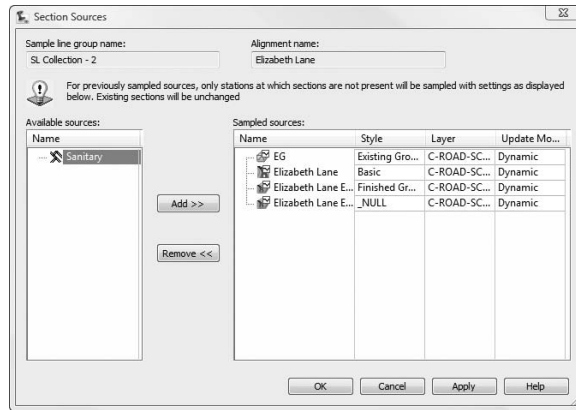 Section Sources
Sample line group name:
Alignment name:
SL Collection - 2
Elizabeth Lane
For previously sampled sources, only stations at which sections are not present will be sampled with settings as displayed
below. Existing sections will be unchanged
Available sources:
Sampled sources:
Name
Name Style Layer Update Mo...
Sanitary
EG Existing Gro... C-ROAD-SC... Dynamic
Elizabeth Lane Basic C-ROAD-SC... Dynamic
Elizabeth Lane E... Finished Gr... C-ROAD-SC... Dynamic
Elizabeth Lane E... _NULL C-ROAD-SC... Dynamic
Add >>
Remove <<
OK Cancel Apply Help